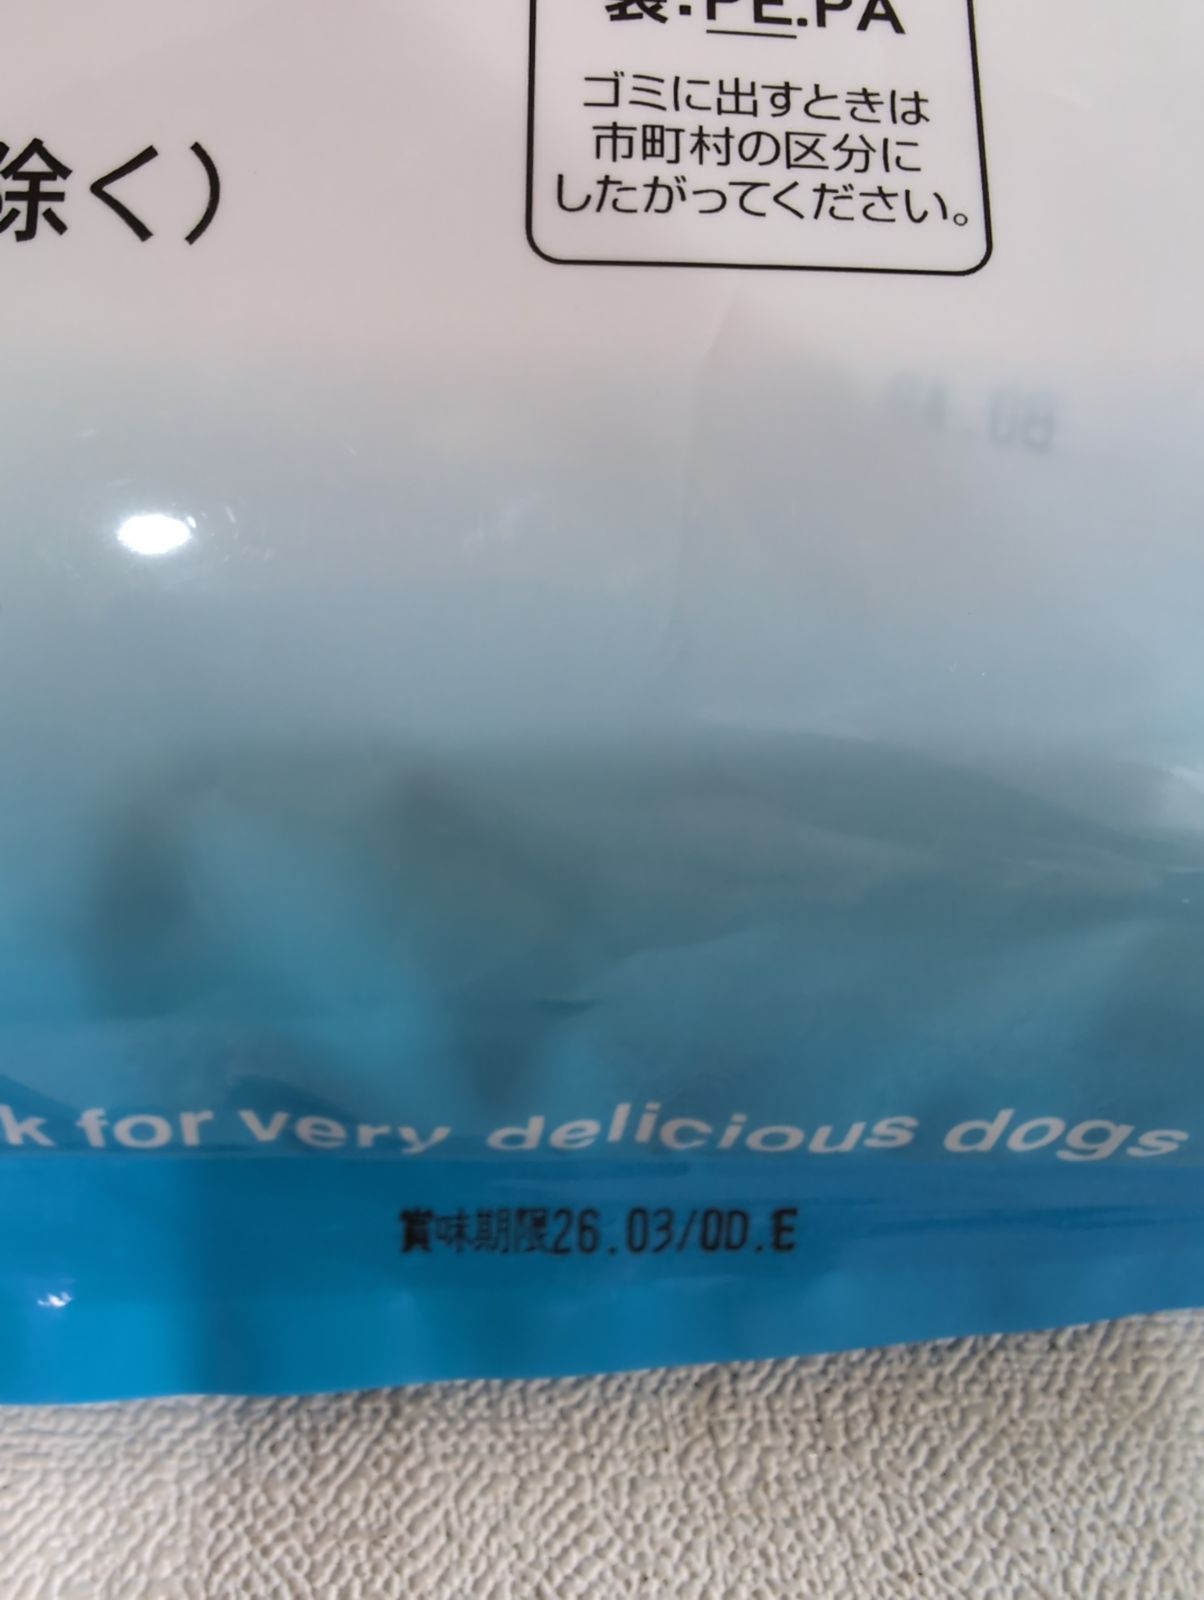 装:PE.PA
ゴミに出すときは
市町村の区分に
したがってください。
除く）
k for very delicious dogs
賞味期限26.03/OD.E